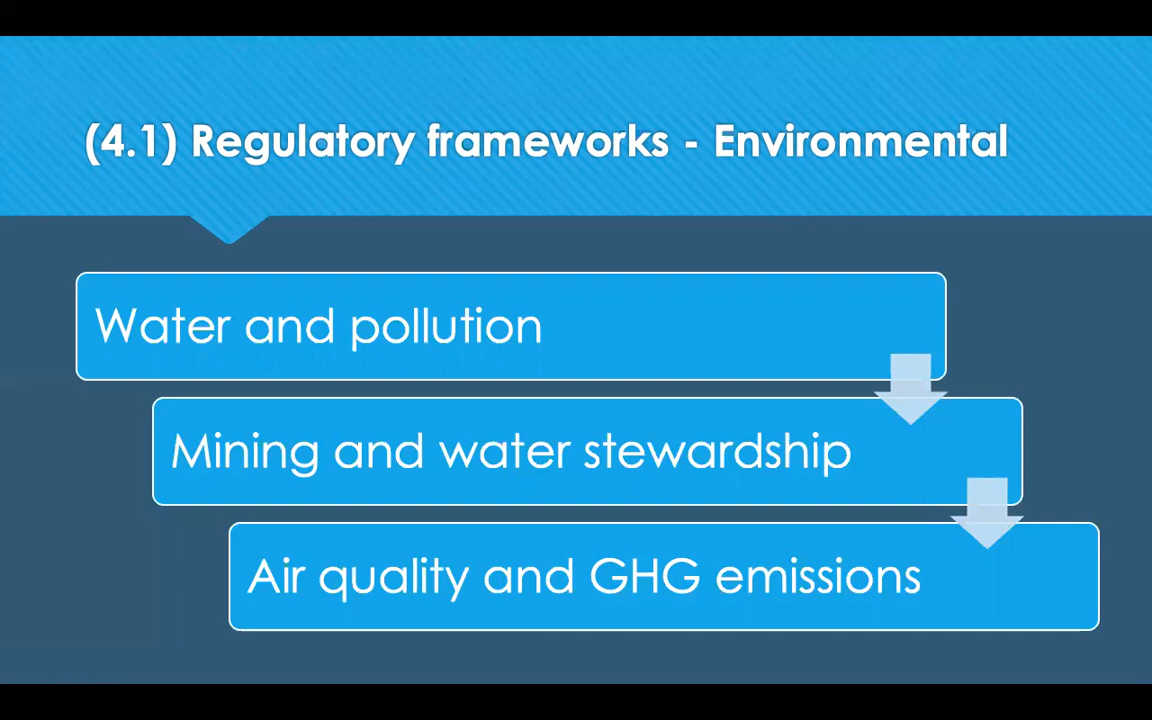 (4.1) Regulatory frameworks - Environmental
Water and pollution
Mining and water stewardship
Air quality and GHG emissions